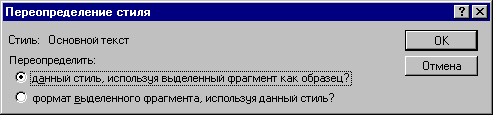 Переопределение стиля
Стиль: Основной текст
OK
Переопределить:
Отмена
данный стиль, используя выделенный фрагмент как образец?
формат выделенного фрагмента, используя данный стиль?